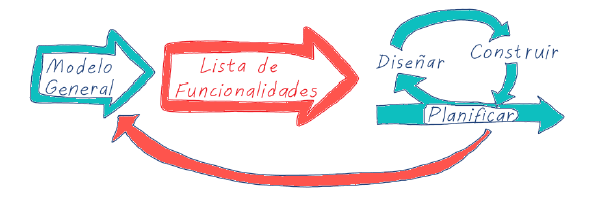 Modelo
General
Lista de
Funcionalidades
Diseñar
Construir
Planificar